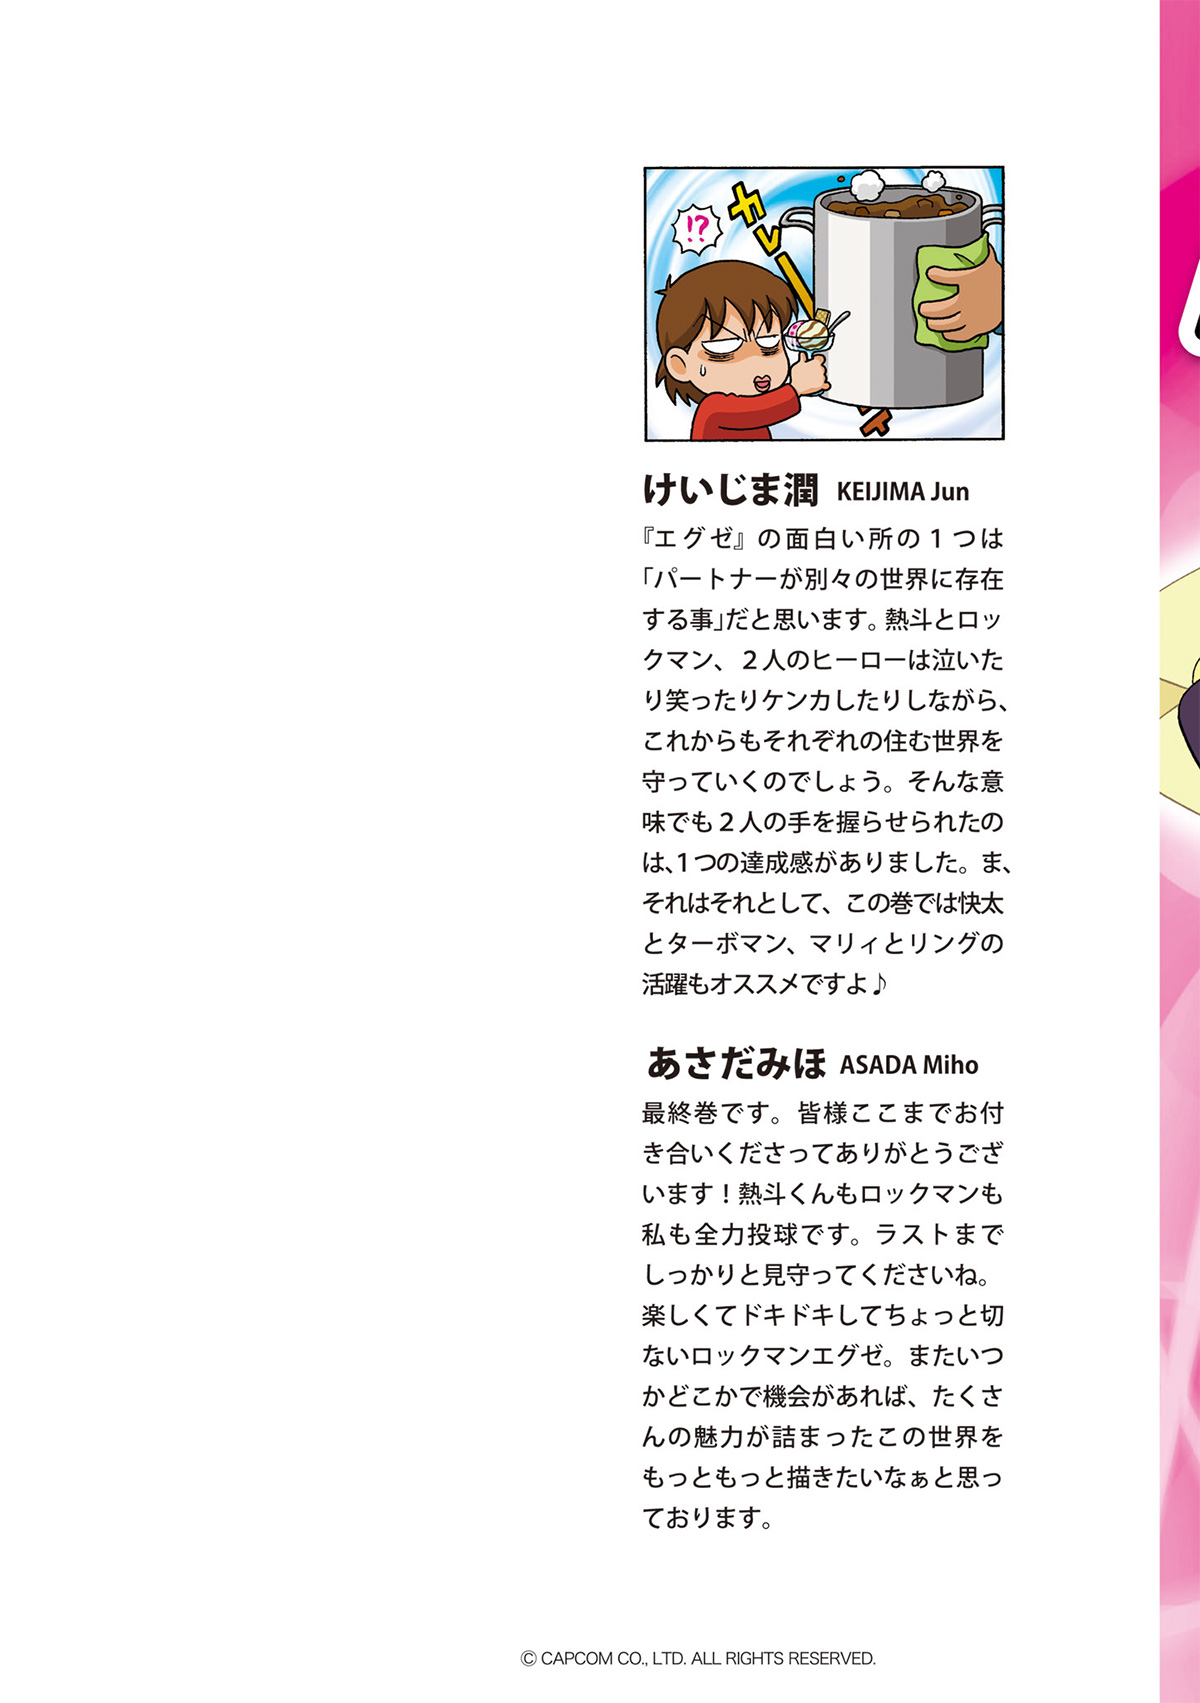 !?
カレー
けいじま潤 KEIJIMA Jun
『エグゼ』の面白い所の１つは
「パートナーが別々の世界に存在
する事」だと思います。熱斗とロッ
クマン、２人のヒーローは泣いた
り笑ったりケンカしたりしながら、
これからもそれぞれの住む世界を
守っていくのでしょう。そんな意
味でも２人の手を握らせられたの
は、１つの達成感がありました。ま、
それはそれとして、この巻では快太
とターボマン、マリィとリングの
活躍もオススメですよ♪
あさだみほ ASADA Miho
最終巻です。皆様ここまでお付
き合いくださってありがとうござ
います！熱斗くんもロックマンも
私も全力投球です。ラストまで
しっかりと見守ってくださいね。
楽しくてドキドキしてちょっと切
ないロックマンエグゼ。またいつ
かどこかで機会があれば、たくさ
んの魅力が詰まったこの世界を
もっともっと描きたいなぁと思っ
ております。
© CAPCOM CO., LTD. ALL RIGHTS RESERVED.